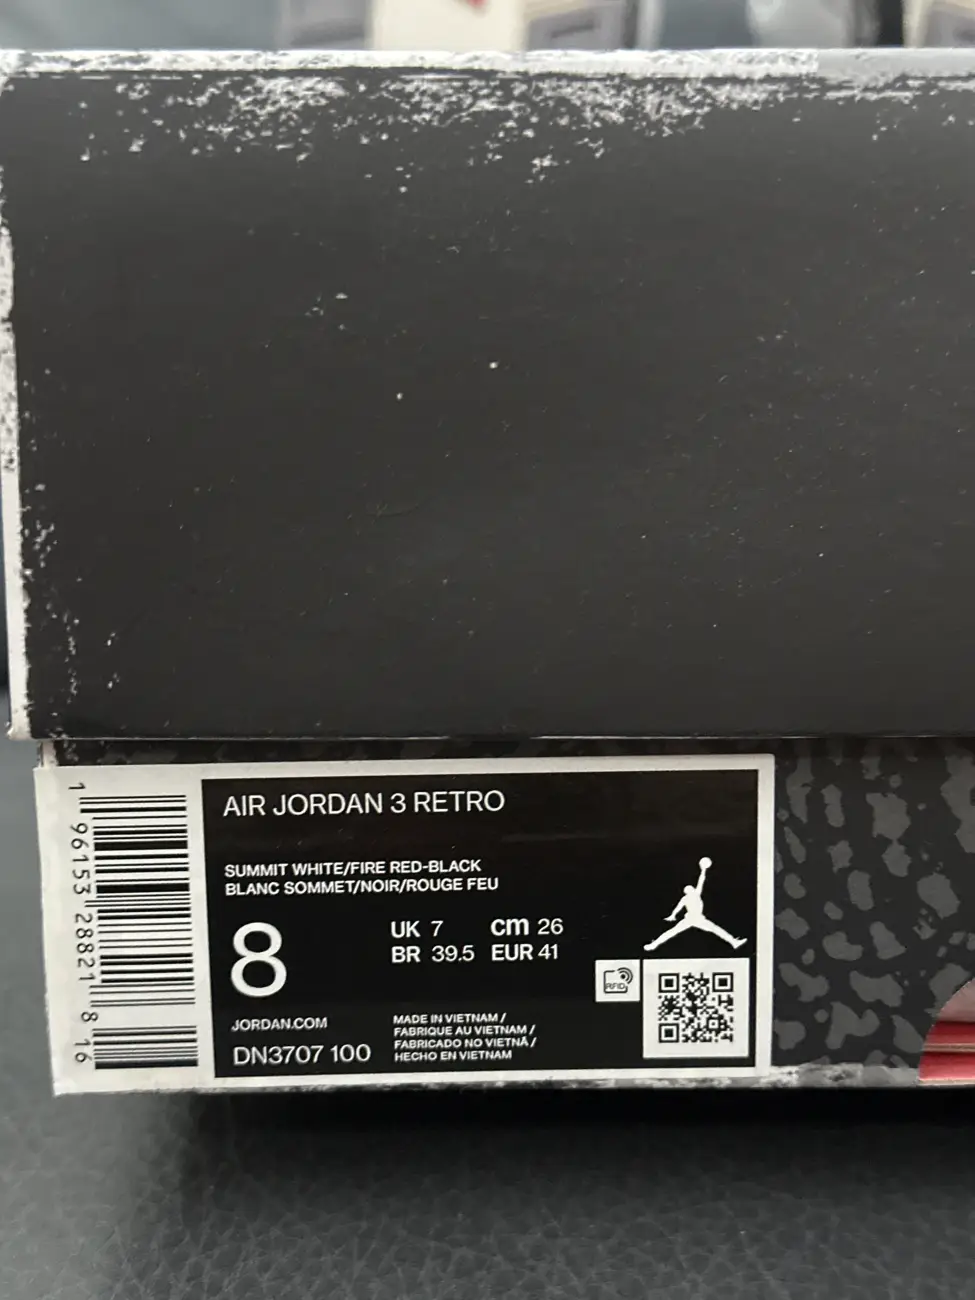 1 96153 28821 8 16
AIR JORDAN 3 RETRO
SUMMIT WHITE/FIRE RED-BLACK
BLANC SOMMET/NOIR/ROUGE FEU
8
UK 7 cm 26
BR 39.5 EUR 41
RFID
JORDAN.COM
DN3707 100
MADE IN VIETNAM /
FABRIQUE AU VIETNAM /
FABRICADO NO VIETNÃ /
HECHO EN VIETNAM